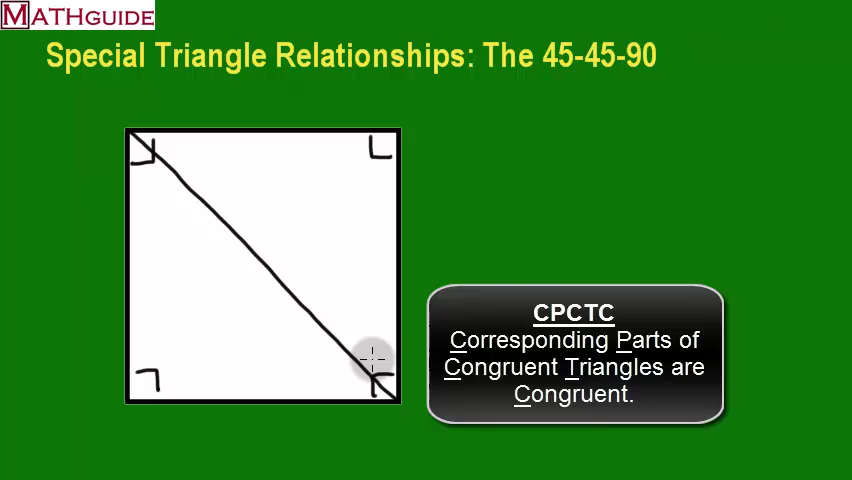 MATHGUIDE
Special Triangle Relationships: The 45-45-90
CPCTC
Corresponding Parts of
Congruent Triangles are
Congruent.